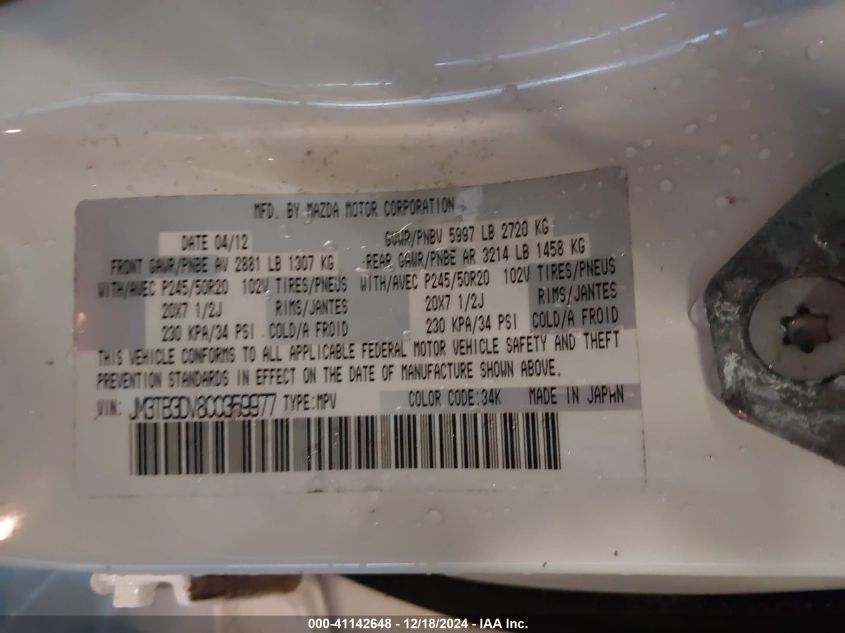 MFD. BY MAZDA MOTOR CORPORATION
DATE 04/12 GVWR/PNBV 5997 LB 2720 KG
FRONT GAWR/PNBE AV 2881 LB 1307 KG REAR GAWR/PNBE AR 3214 LB 1458 KG
WITH/AVEC P245/50R20 102V TIRES/PNEUS WITH/AVEC P245/50R20 102V TIRES/PNEUS
20X7 1/2J RIMS/JANTES 20X7 1/2J RIMS/JANTES
230 KPA/34 PSI COLD/A FROID 230 KPA/34 PSI COLD/A FROID
THIS VEHICLE CONFORMS TO ALL APPLICABLE FEDERAL MOTOR VEHICLE SAFETY AND THEFT
PREVENTION STANDARDS IN EFFECT ON THE DATE OF MANUFACTURE SHOWN ABOVE.
VIN: JM3TB3DV8C0359977 TYPE:MPV COLOR CODE:34K MADE IN JAPAN
000-41142648 - 12/18/2024 - IAA Inc.